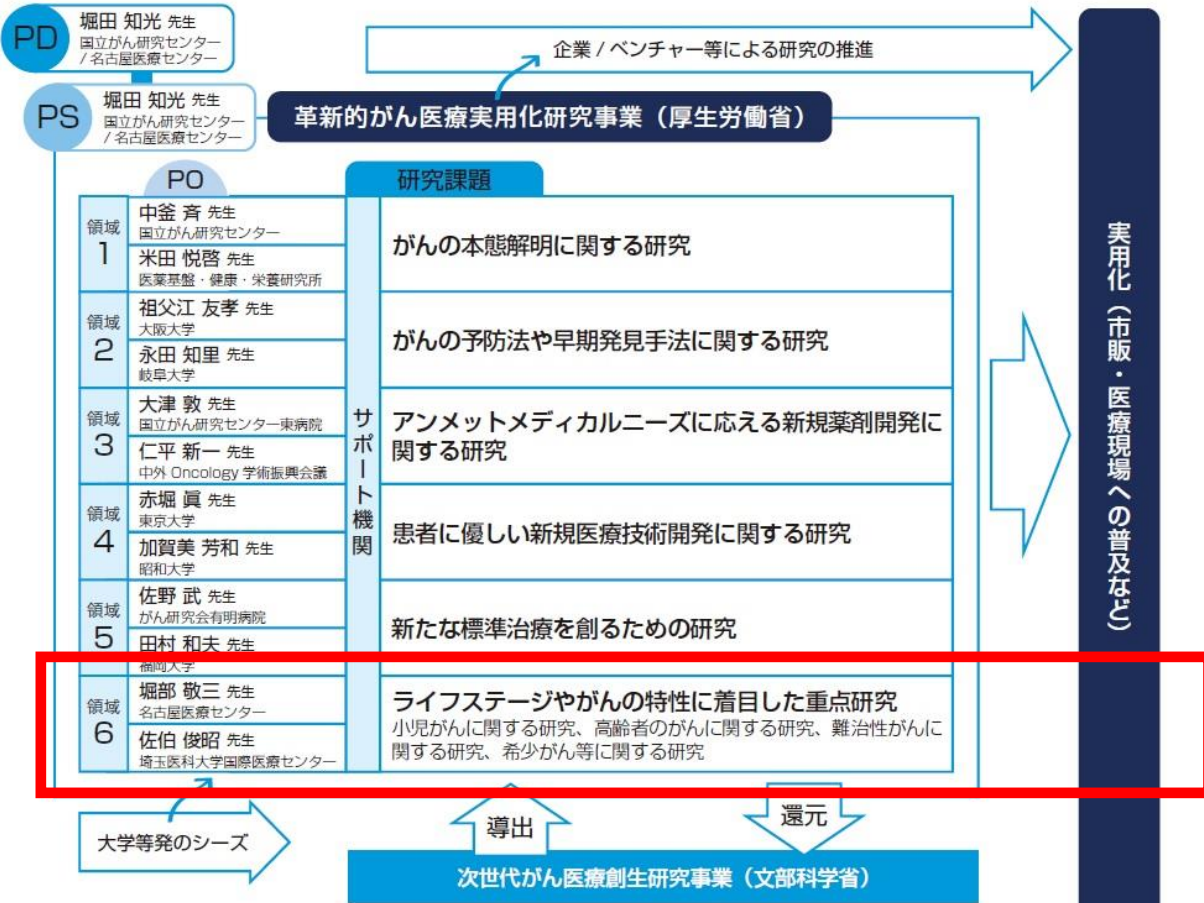 PD
堀田 知光 先生
国立がん研究センター
/ 名古屋医療センター
企業 / ベンチャー等による研究の推進
PS
堀田 知光 先生
国立がん研究センター
/ 名古屋医療センター
革新的がん医療実用化研究事業（厚生労働省）
PO
研究課題
領域
1
中釜 斉 先生
国立がん研究センター
米田 悦啓 先生
医薬基盤・健康・栄養研究所
がんの本態解明に関する研究
領域
2
祖父江 友孝 先生
大阪大学
永田 知里 先生
岐阜大学
がんの予防法や早期発見手法に関する研究
領域
3
大津 敦 先生
国立がん研究センター東病院
仁平 新一 先生
中外 Oncology 学術振興会議
アンメットメディカルニーズに応える新規薬剤開発に
関する研究
領域
4
赤堀 眞 先生
東京大学
加賀美 芳和 先生
昭和大学
患者に優しい新規医療技術開発に関する研究
領域
5
佐野 武 先生
がん研究会有明病院
田村 和夫 先生
福岡大学
新たな標準治療を創るための研究
領域
6
堀部 敬三 先生
名古屋医療センター
佐伯 俊昭 先生
埼玉医科大学国際医療センター
ライフステージやがんの特性に着目した重点研究
小児がんに関する研究、高齢者のがんに関する研究、難治性がんに
関する研究、希少がん等に関する研究
サポート機関
実用化（市販・医療現場への普及など）
大学等発のシーズ
導出
還元
次世代がん医療創生研究事業（文部科学省）